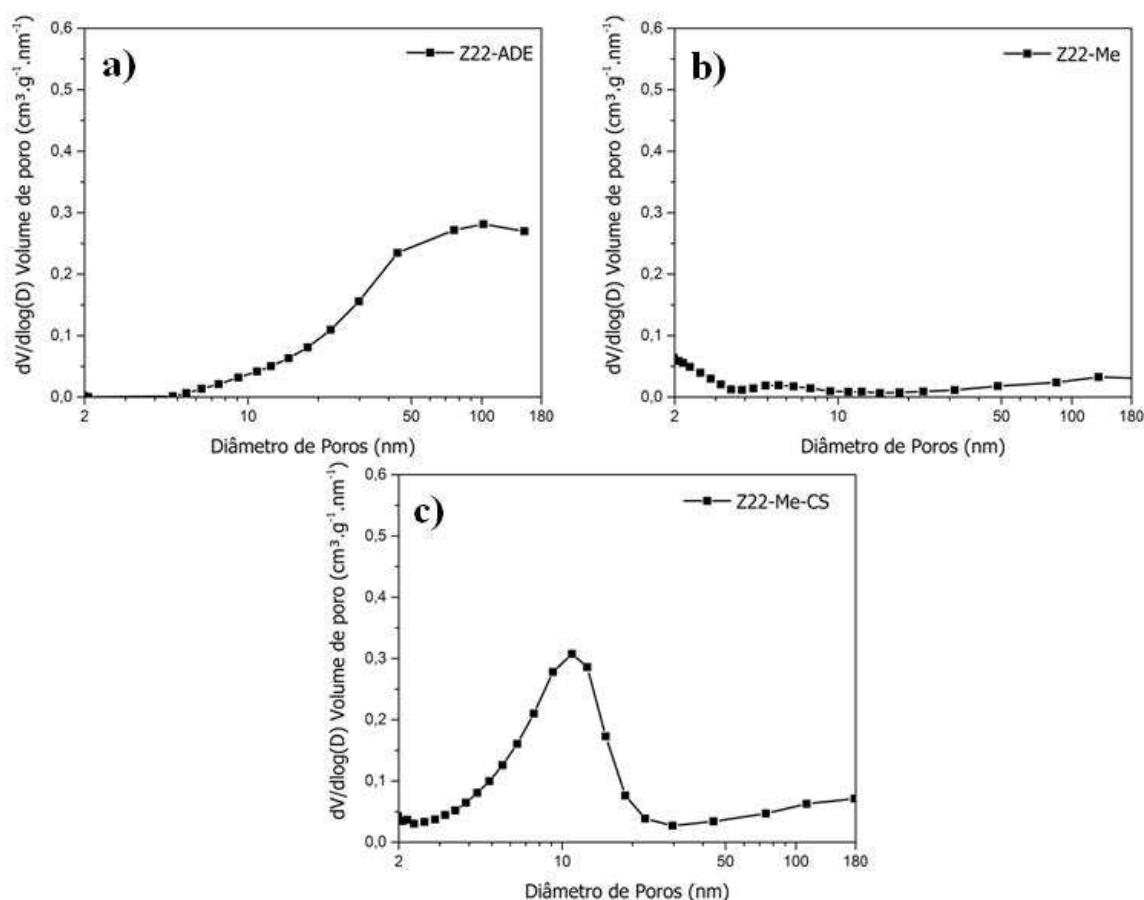 a)
Z22-ADE
dV/dlog(D) Volume de poro (cm³.g⁻¹.nm⁻¹)
0,6
0,5
0,4
0,3
0,2
0,1
0,0
2 10 50 100 180
Diâmetro de Poros (nm)
b)
Z22-Me
dV/dlog(D) Volume de poro (cm³.g⁻¹.nm⁻¹)
0,6
0,5
0,4
0,3
0,2
0,1
0,0
2 10 50 100 180
Diâmetro de Poros (nm)
c)
Z22-Me-CS
dV/dlog(D) Volume de poro (cm³.g⁻¹.nm⁻¹)
0,6
0,5
0,4
0,3
0,2
0,1
0,0
2 10 50 100 180
Diâmetro de Poros (nm)